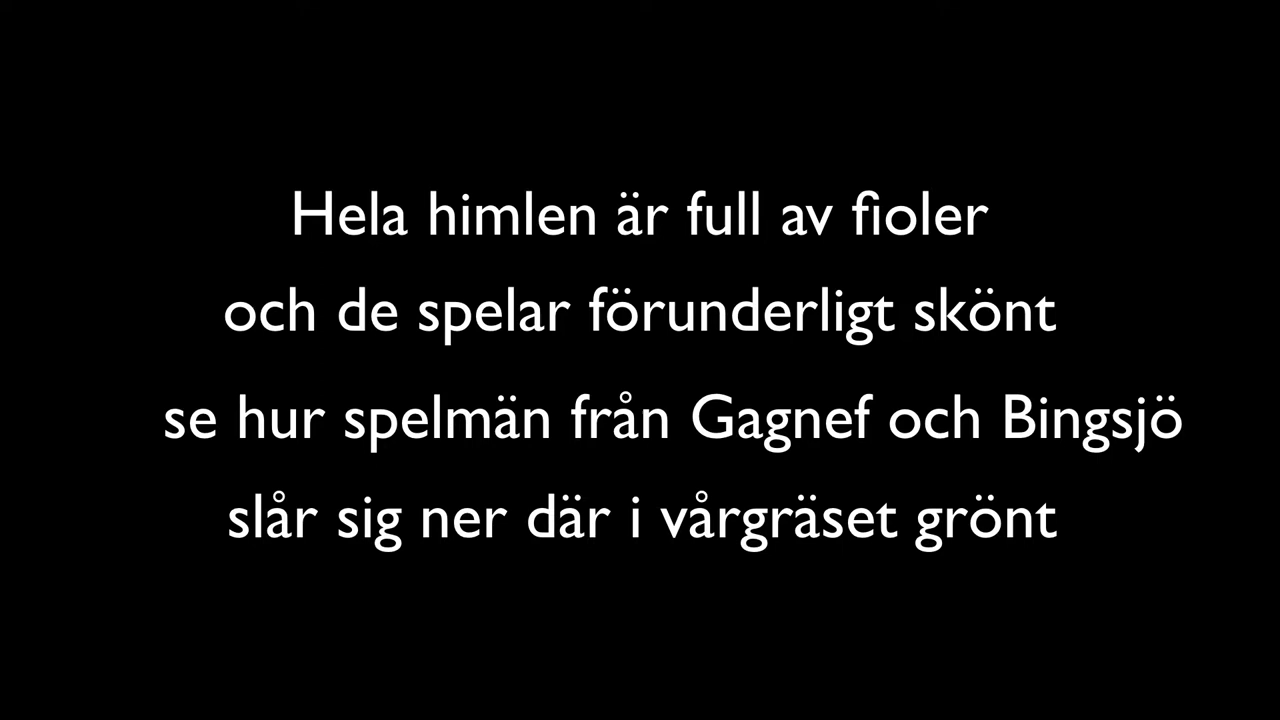 Hela himlen är full av fioler
och de spelar förunderligt skönt
se hur spelmän från Gagnef och Bingsjö
slår sig ner där i vårgräset grönt